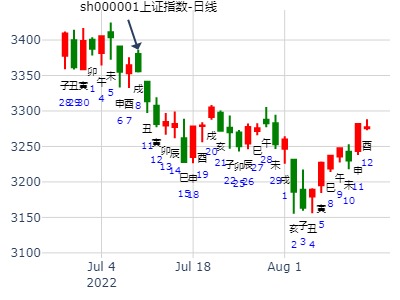 sh000001上证指数-日线
3400
3350
3300
3250
3200
3150
3100
子 丑 寅 卯 午 未 申 酉 戌 丑 寅 卯 辰 巳 申 酉 戌 亥 子 卯 辰 巳 午 未 戌 亥 子 丑 寅 巳 午 未 申 酉
28 29 30 1 4 5 6 7 8 11 12 13 14 15 18 19 20 21 22 25 26 27 28 29 1 2 3 4 5 8 9 10 11 12
Jul 4 Jul 18 Aug 1
2022